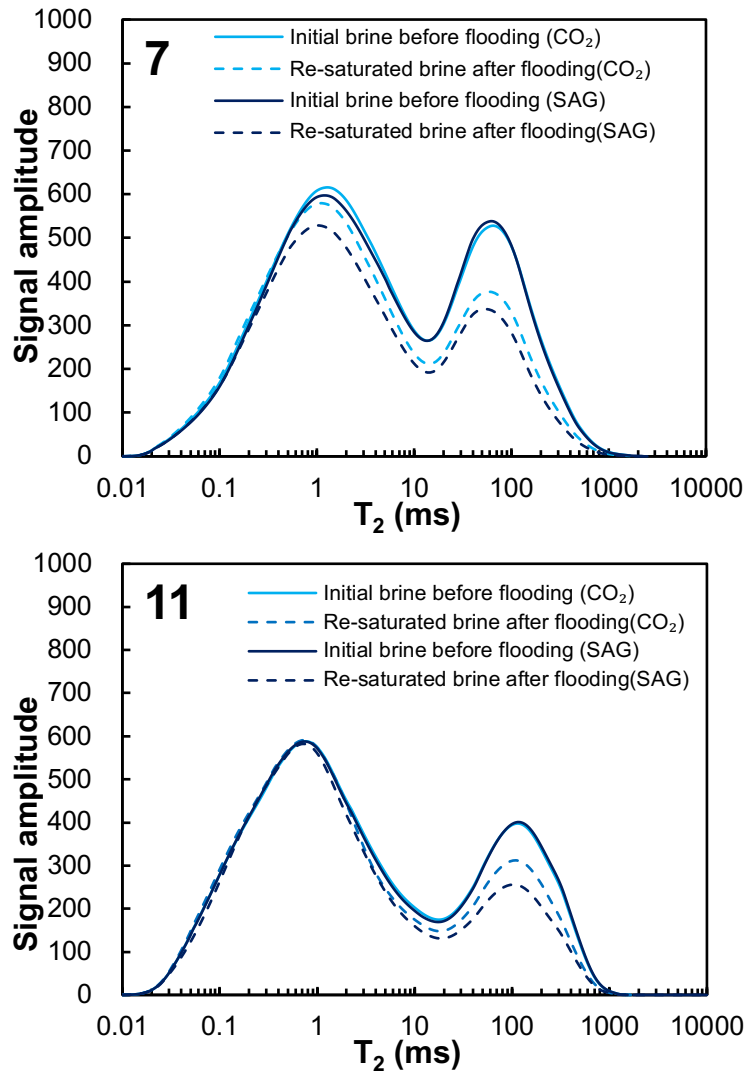 1000
900
800
700
600
500
400
300
200
100
0
Signal amplitude
7
Initial brine before flooding (CO₂)
Re-saturated brine after flooding(CO₂)
Initial brine before flooding (SAG)
Re-saturated brine after flooding(SAG)
0.01 0.1 1 10 100 1000 10000
T₂ (ms)
1000
900
800
700
600
500
400
300
200
100
0
Signal amplitude
11
Initial brine before flooding (CO₂)
Re-saturated brine after flooding(CO₂)
Initial brine before flooding (SAG)
Re-saturated brine after flooding(SAG)
0.01 0.1 1 10 100 1000 10000
T₂ (ms)